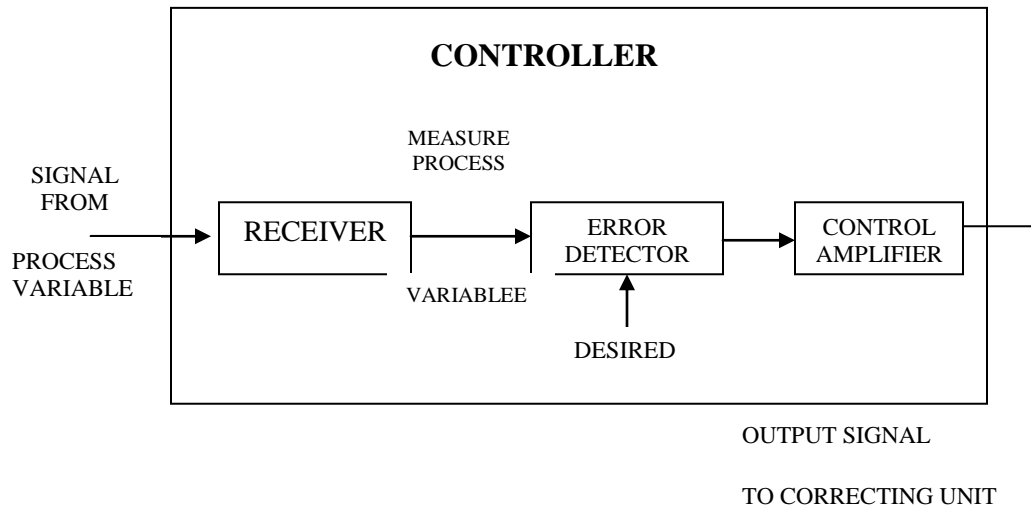 CONTROLLER
MEASURE
PROCESS
SIGNAL
FROM
PROCESS
VARIABLE
RECEIVER
VARIABLEE
ERROR
DETECTOR
DESIRED
CONTROL
AMPLIFIER
OUTPUT SIGNAL
TO CORRECTING UNIT